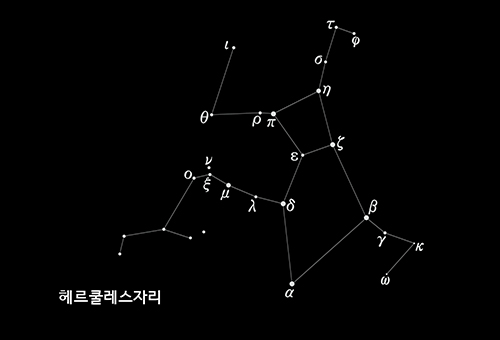 τ
φ
ι
σ
η
θ
ρ
π
ζ
ε
ν
ο
ξ
μ
λ
δ
β
γ
κ
ω
α
헤르쿨레스자리